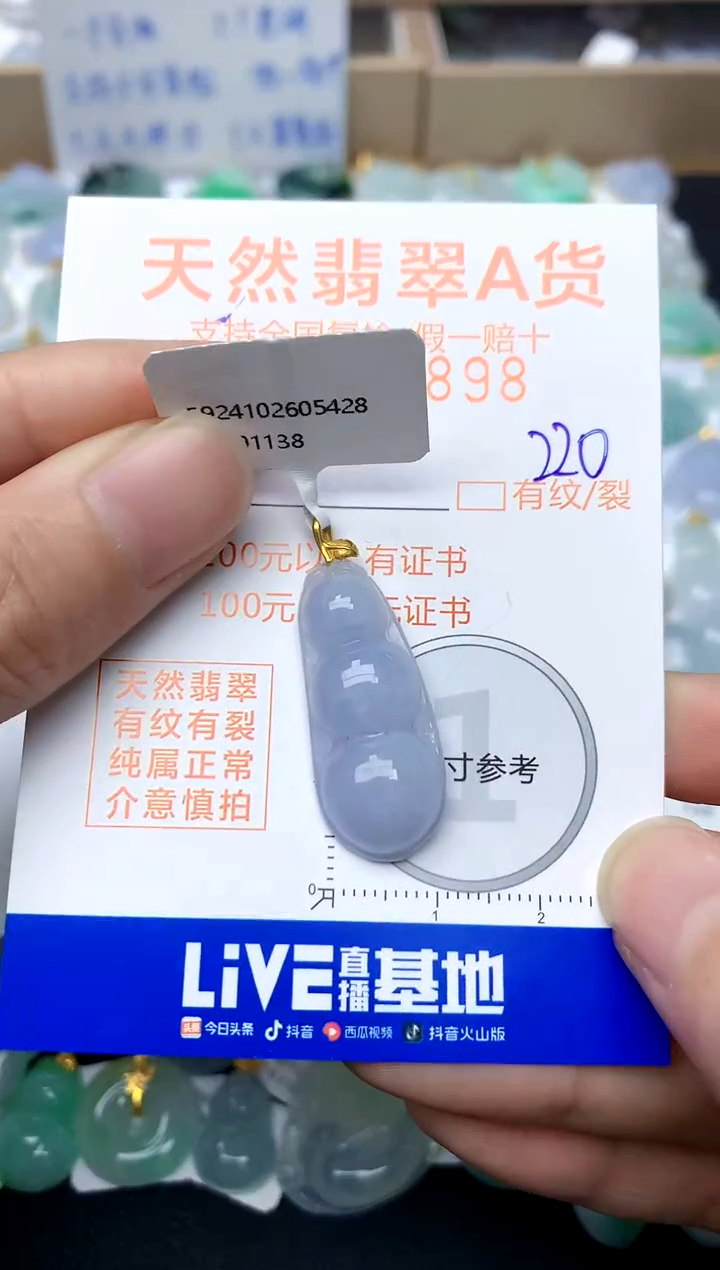 天然翡翠A货
支持全国复检 假一赔十
898
5924102605428
01138
220
有纹/裂
200元以 有证书
100元 证书
天然翡翠
有纹有裂
纯属正常
介意慎拍
1
寸参考
0
1
2
LiVE直播基地
头条 今日头条 抖音 西瓜视频 抖音火山版